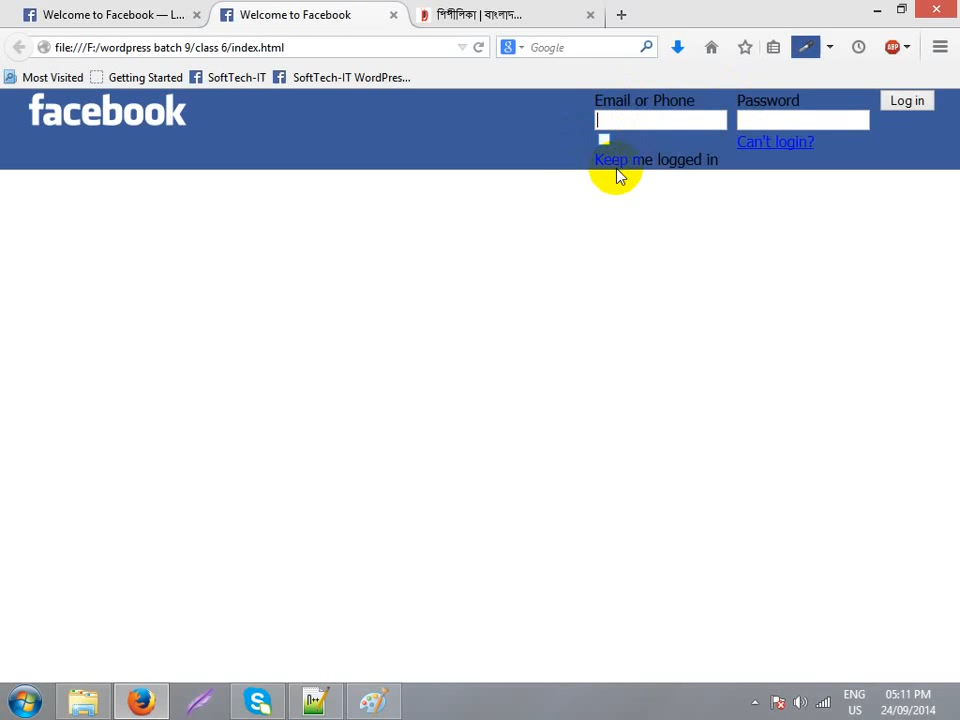 Welcome to Facebook — L...
Welcome to Facebook
পিপীলিকা | বাংলাদ...
file:///F:/wordpress batch 9/class 6/index.html
Google
Most Visited
Getting Started
SoftTech-IT
SoftTech-IT WordPres...
facebook
Email or Phone
Password
Log in
Can't login?
Keep me logged in
ENG
US
05:11 PM
24/09/2014